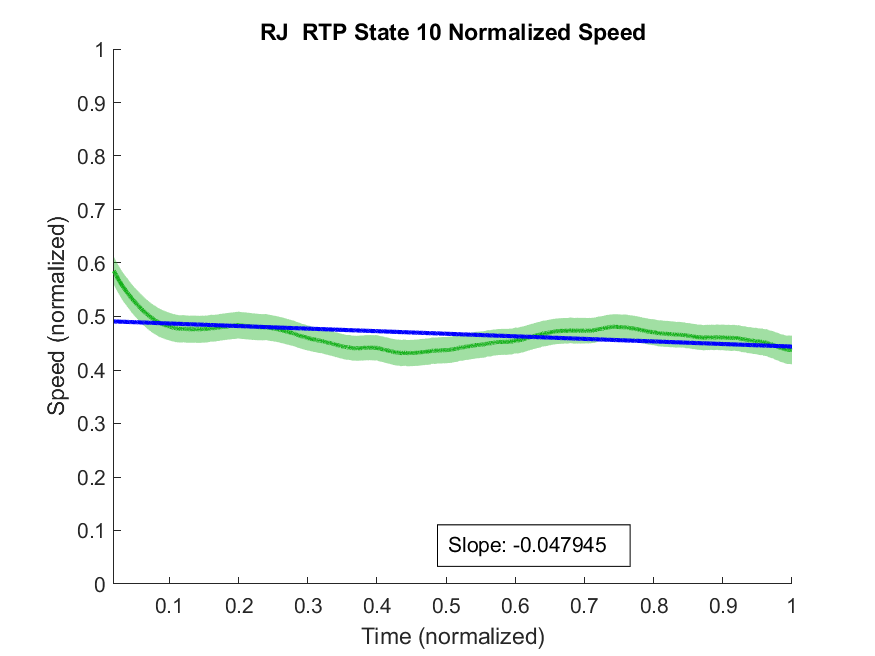 RJ  RTP State 10 Normalized Speed
1
0.9
0.8
0.7
0.6
0.5
0.4
0.3
0.2
0.1
0
Speed (normalized)
Slope: -0.047945
0.1 0.2 0.3 0.4 0.5 0.6 0.7 0.8 0.9 1
Time (normalized)